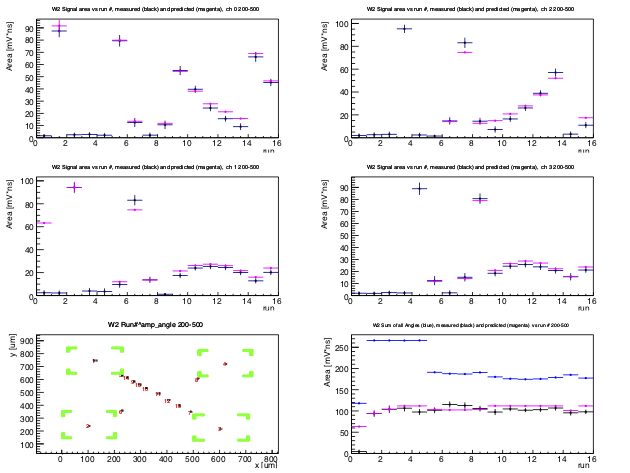 W2 Signal area vs run #, measured (black) and predicted (magenta), ch 0 200-500
Area [mV*ns]
90
80
70
60
50
40
30
20
10
0
0 2 4 6 8 10 12 14 16
run
W2 Signal area vs run #, measured (black) and predicted (magenta), ch 2 200-500
Area [mV*ns]
100
80
60
40
20
0
0 2 4 6 8 10 12 14 16
run
W2 Signal area vs run #, measured (black) and predicted (magenta), ch 1 200-500
Area [mV*ns]
100
80
60
40
20
0
0 2 4 6 8 10 12 14 16
run
W2 Signal area vs run #, measured (black) and predicted (magenta), ch 3 200-500
Area [mV*ns]
90
80
70
60
50
40
30
20
10
0
0 2 4 6 8 10 12 14 16
run
W2 Run#*amp_angle 200-500
y [um]
900
800
700
600
500
400
300
200
100
0 100 200 300 400 500 600 700 800
x [um]
W2 Sum of all Angles (blue), measured (black) and predicted (magenta) vs run # 200-500
Area [mV*ns]
250
200
150
100
50
0
0 2 4 6 8 10 12 14 16
run